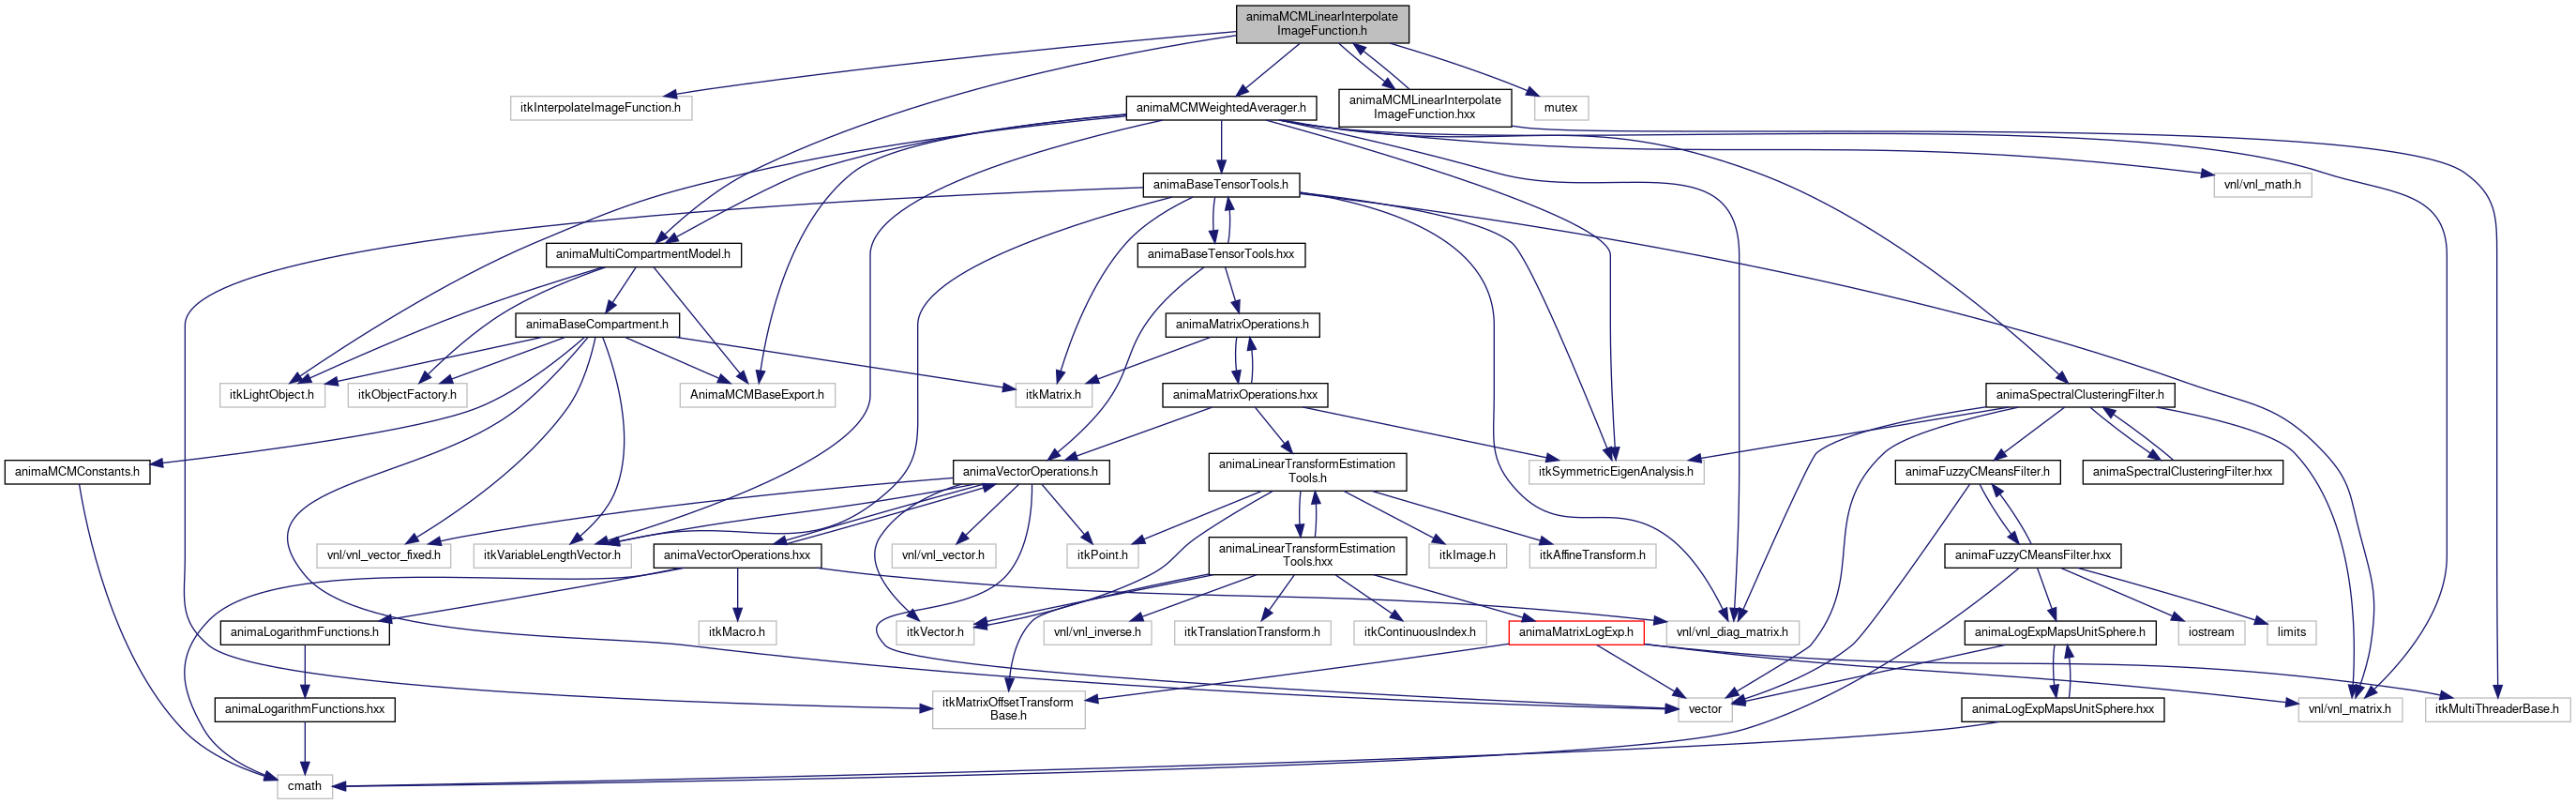 animaMCMLinearInterpolate
ImageFunction.h
itkInterpolateImageFunction.h
animaMCMWeightedAverager.h
animaMCMLinearInterpolate
ImageFunction.hxx
mutex
animaBaseTensorTools.h
vnl/vnl_math.h
animaMultiCompartmentModel.h
animaBaseTensorTools.hxx
animaBaseCompartment.h
animaMatrixOperations.h
itkLightObject.h
itkObjectFactory.h
AnimaMCMBaseExport.h
itkMatrix.h
animaMatrixOperations.hxx
animaSpectralClusteringFilter.h
animaMCMConstants.h
animaVectorOperations.h
animaLinearTransformEstimation
Tools.h
itkSymmetricEigenAnalysis.h
animaFuzzyCMeansFilter.h
animaSpectralClusteringFilter.hxx
vnl/vnl_vector_fixed.h
itkVariableLengthVector.h
animaVectorOperations.hxx
vnl/vnl_vector.h
itkPoint.h
animaLinearTransformEstimation
Tools.hxx
itkImage.h
itkAffineTransform.h
animaFuzzyCMeansFilter.hxx
animaLogarithmFunctions.h
itkMacro.h
itkVector.h
vnl/vnl_inverse.h
itkTranslationTransform.h
itkContinuousIndex.h
animaMatrixLogExp.h
vnl/vnl_diag_matrix.h
animaLogExpMapsUnitSphere.h
iostream
limits
animaLogarithmFunctions.hxx
itkMatrixOffsetTransform
Base.h
vector
animaLogExpMapsUnitSphere.hxx
vnl/vnl_matrix.h
itkMultiThreaderBase.h
cmath